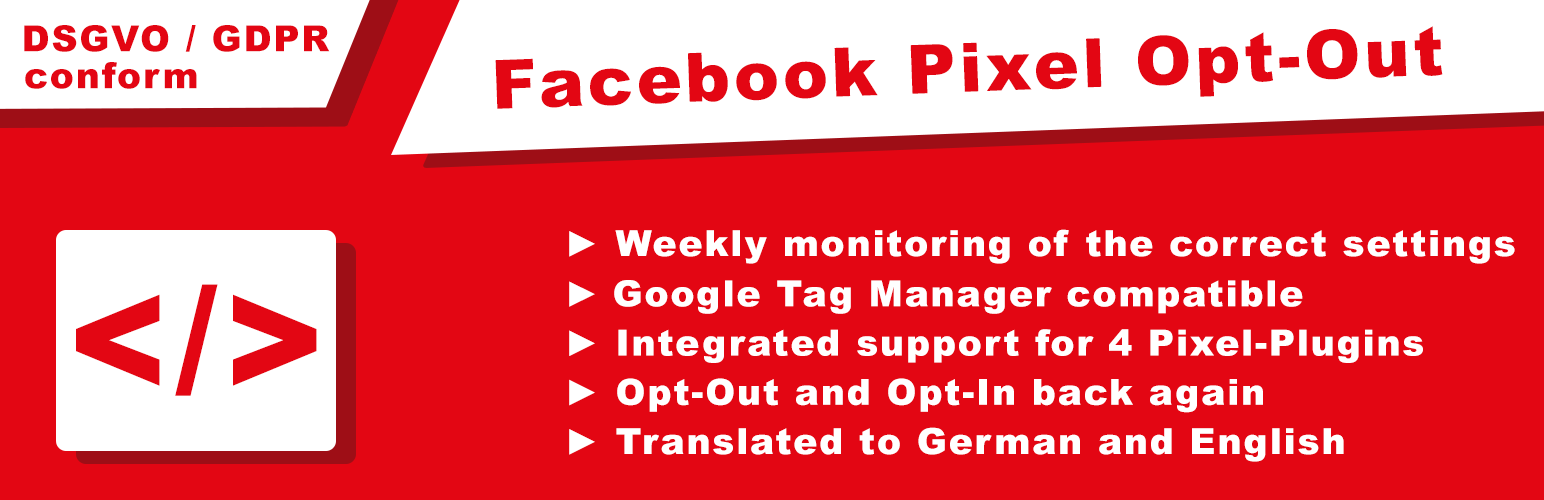 DSGVO / GDPR
conform
Facebook Pixel Opt-Out
</>
► Weekly monitoring of the correct settings
► Google Tag Manager compatible
► Integrated support for 4 Pixel-Plugins
► Opt-Out and Opt-In back again
► Translated to German and English